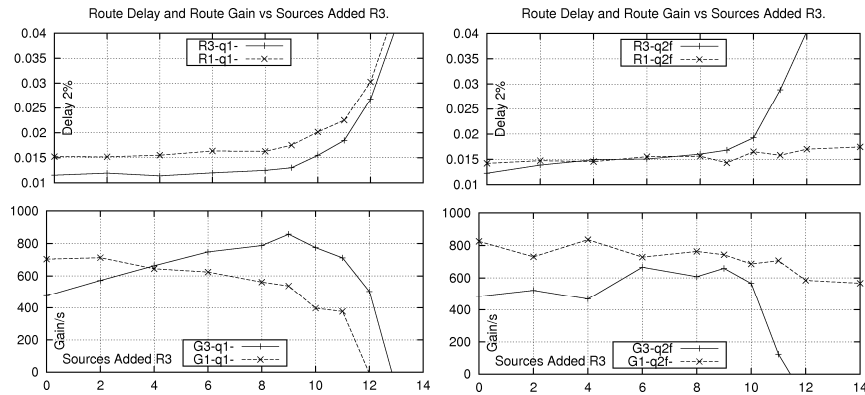 Route Delay and Route Gain vs Sources Added R3.
0.04
0.035
0.03
0.025
0.02
0.015
0.01
Delay 2%
R3-q1-
R1-q1-
1000
800
600
400
200
0
Gain/s
Sources Added R3
G3-q1-
G1-q1-
0 2 4 6 8 10 12 14
Route Delay and Route Gain vs Sources Added R3.
0.04
0.035
0.03
0.025
0.02
0.015
0.01
Delay 2%
R3-q2f
R1-q2f
1000
800
600
400
200
0
Gain/s
Sources Added R3
G3-q2f
G1-q2f-
0 2 4 6 8 10 12 14